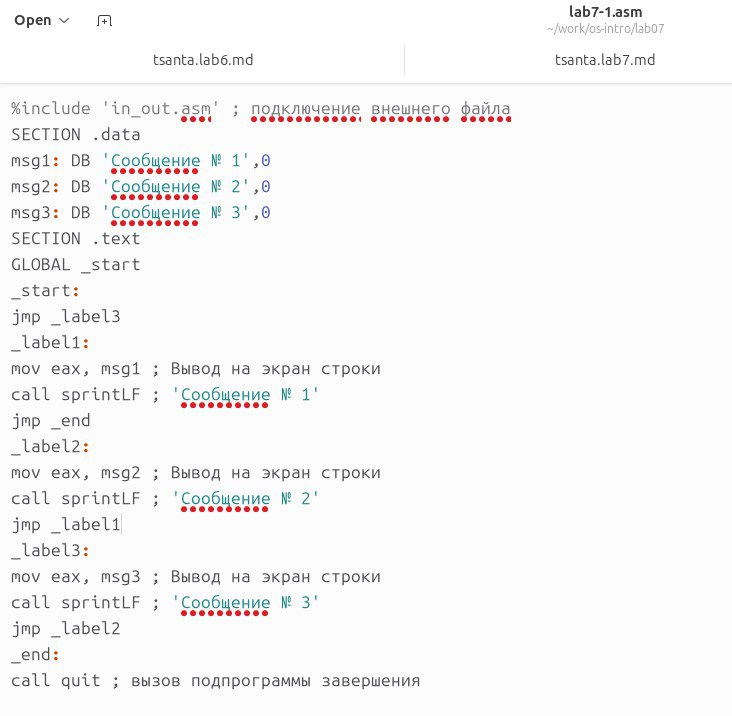 Open
lab7-1.asm
~/work/os-intro/lab07
tsanta.lab6.md
tsanta.lab7.md
%include 'in_out.asm' ; подключение внешнего файла
SECTION .data
msg1: DB 'Сообщение № 1',0
msg2: DB 'Сообщение № 2',0
msg3: DB 'Сообщение № 3',0
SECTION .text
GLOBAL _start
_start:
jmp _label3
_label1:
mov eax, msg1 ; Вывод на экран строки
call sprintLF ; 'Сообщение № 1'
jmp _end
_label2:
mov eax, msg2 ; Вывод на экран строки
call sprintLF ; 'Сообщение № 2'
jmp _label1
_label3:
mov eax, msg3 ; Вывод на экран строки
call sprintLF ; 'Сообщение № 3'
jmp _label2
_end:
call quit ; вызов подпрограммы завершения